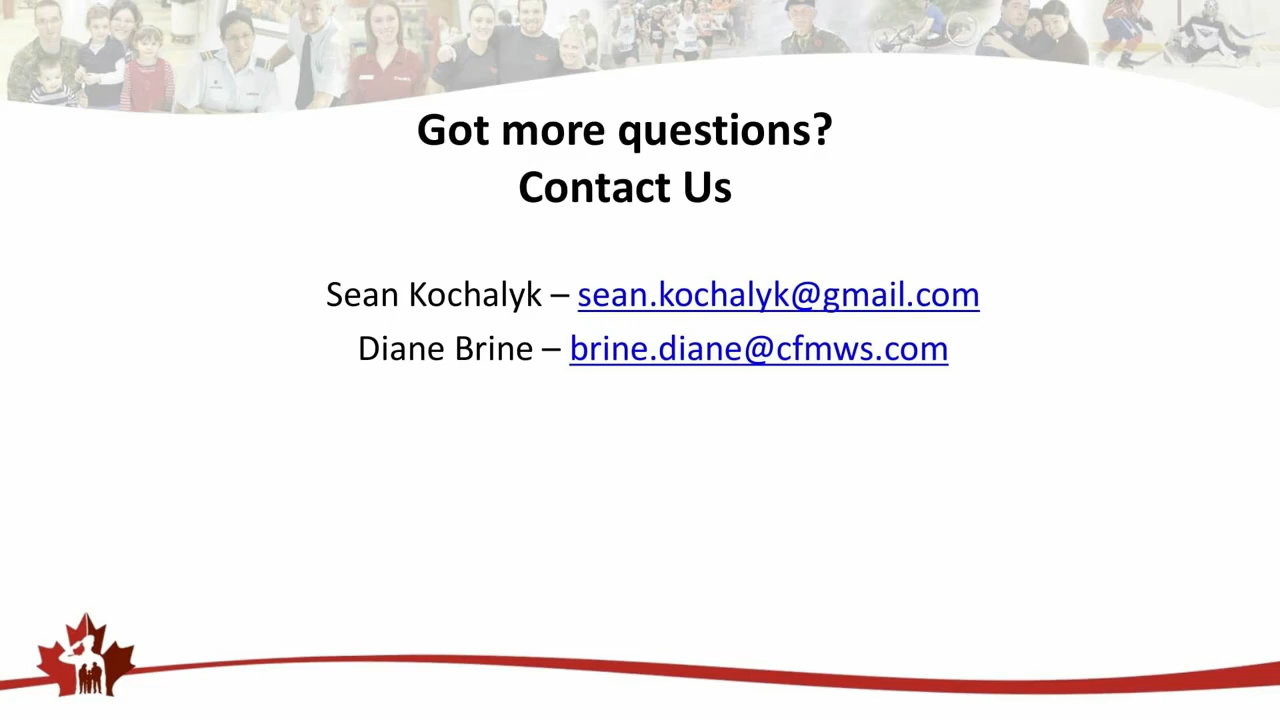 Got more questions?
Contact Us
Sean Kochalyk – sean.kochalyk@gmail.com
Diane Brine – brine.diane@cfmws.com